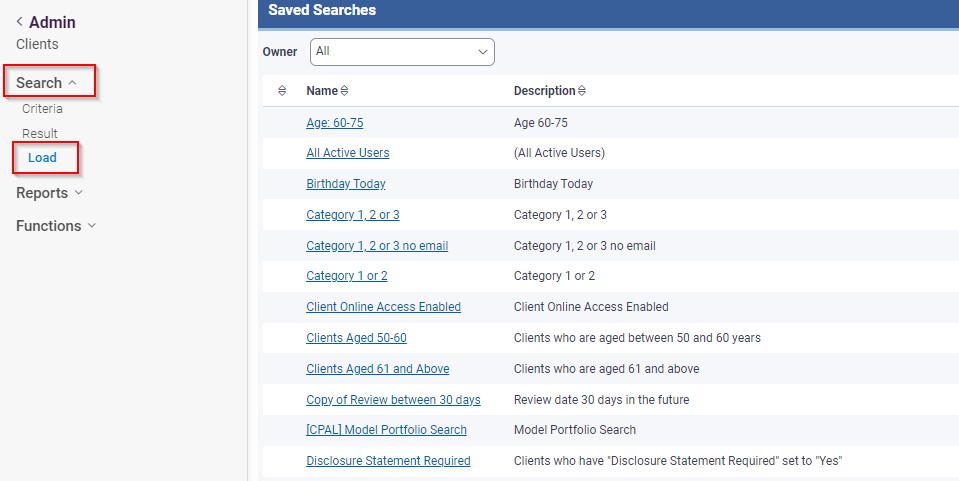 Admin
Clients
Search
Criteria
Result
Load
Reports
Functions
Saved Searches
Owner All
Name Description
Age: 60-75 Age 60-75
All Active Users (All Active Users)
Birthday Today Birthday Today
Category 1, 2 or 3 Category 1, 2 or 3
Category 1, 2 or 3 no email Category 1, 2 or 3 no email
Category 1 or 2 Category 1 or 2
Client Online Access Enabled Client Online Access Enabled
Clients Aged 50-60 Clients who are aged between 50 and 60 years
Clients Aged 61 and Above Clients who are aged 61 and above
Copy of Review between 30 days Review date 30 days in the future
[CPAL] Model Portfolio Search Model Portfolio Search
Disclosure Statement Required Clients who have "Disclosure Statement Required" set to "Yes"